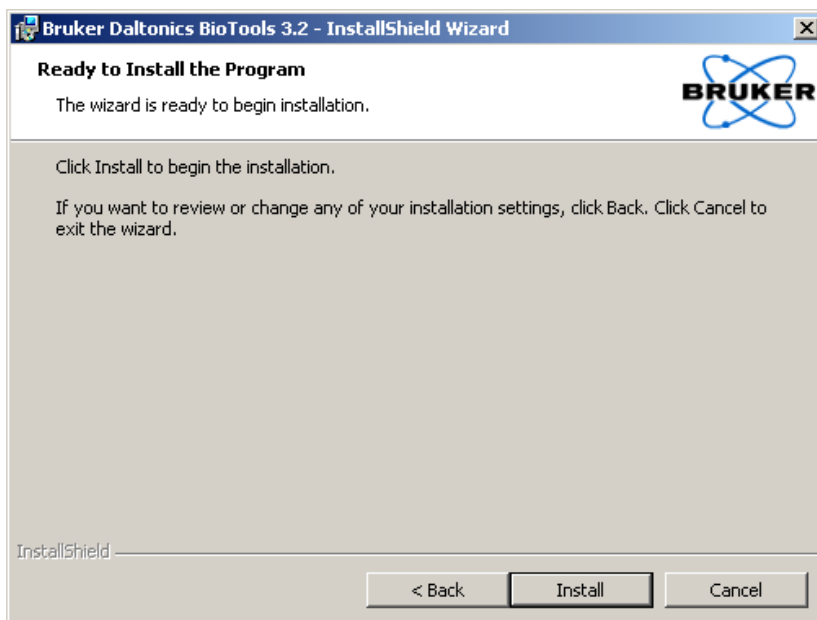 Bruker Daltonics BioTools 3.2 - InstallShield Wizard
Ready to Install the Program
The wizard is ready to begin installation.
BRUKER
Click Install to begin the installation.
If you want to review or change any of your installation settings, click Back. Click Cancel to
exit the wizard.
InstallShield
< Back
Install
Cancel